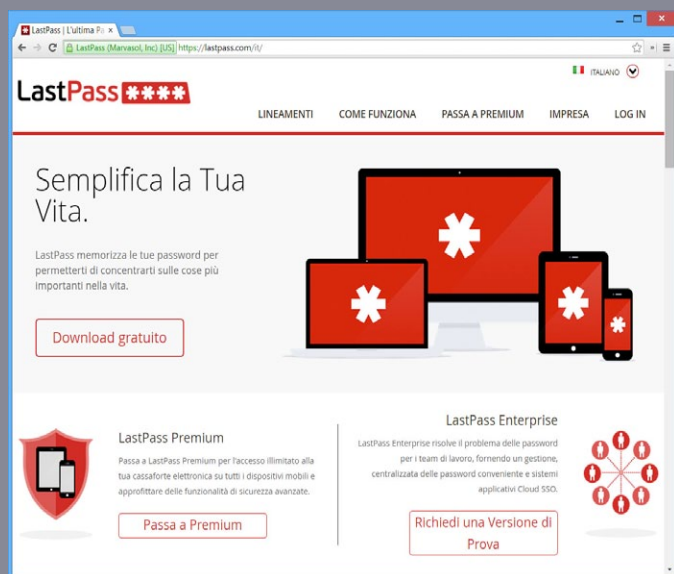 LastPass | L'ultima Pa
LastPass (Marvasol, Inc) [US] https://lastpass.com/it/
ITALIANO
LastPass ****
LINEAMENTI COME FUNZIONA PASSA A PREMIUM IMPRESA LOG IN
Semplifica la Tua
Vita.
LastPass memorizza le tue password per
permetterti di concentrarti sulle cose più
importanti nella vita.
Download gratuito
LastPass Premium
Passa a LastPass Premium per l'accesso illimitato alla
tua cassaforte elettronica su tutti i dispositivi mobili e
approfittare delle funzionalità di sicurezza avanzate.
Passa a Premium
LastPass Enterprise
LastPass Enterprise risolve il problema delle password
per i team di lavoro, fornendo un gestione,
centralizzata delle password conveniente e sistemi
applicativi Cloud SSO.
Richiedi una Versione di
Prova